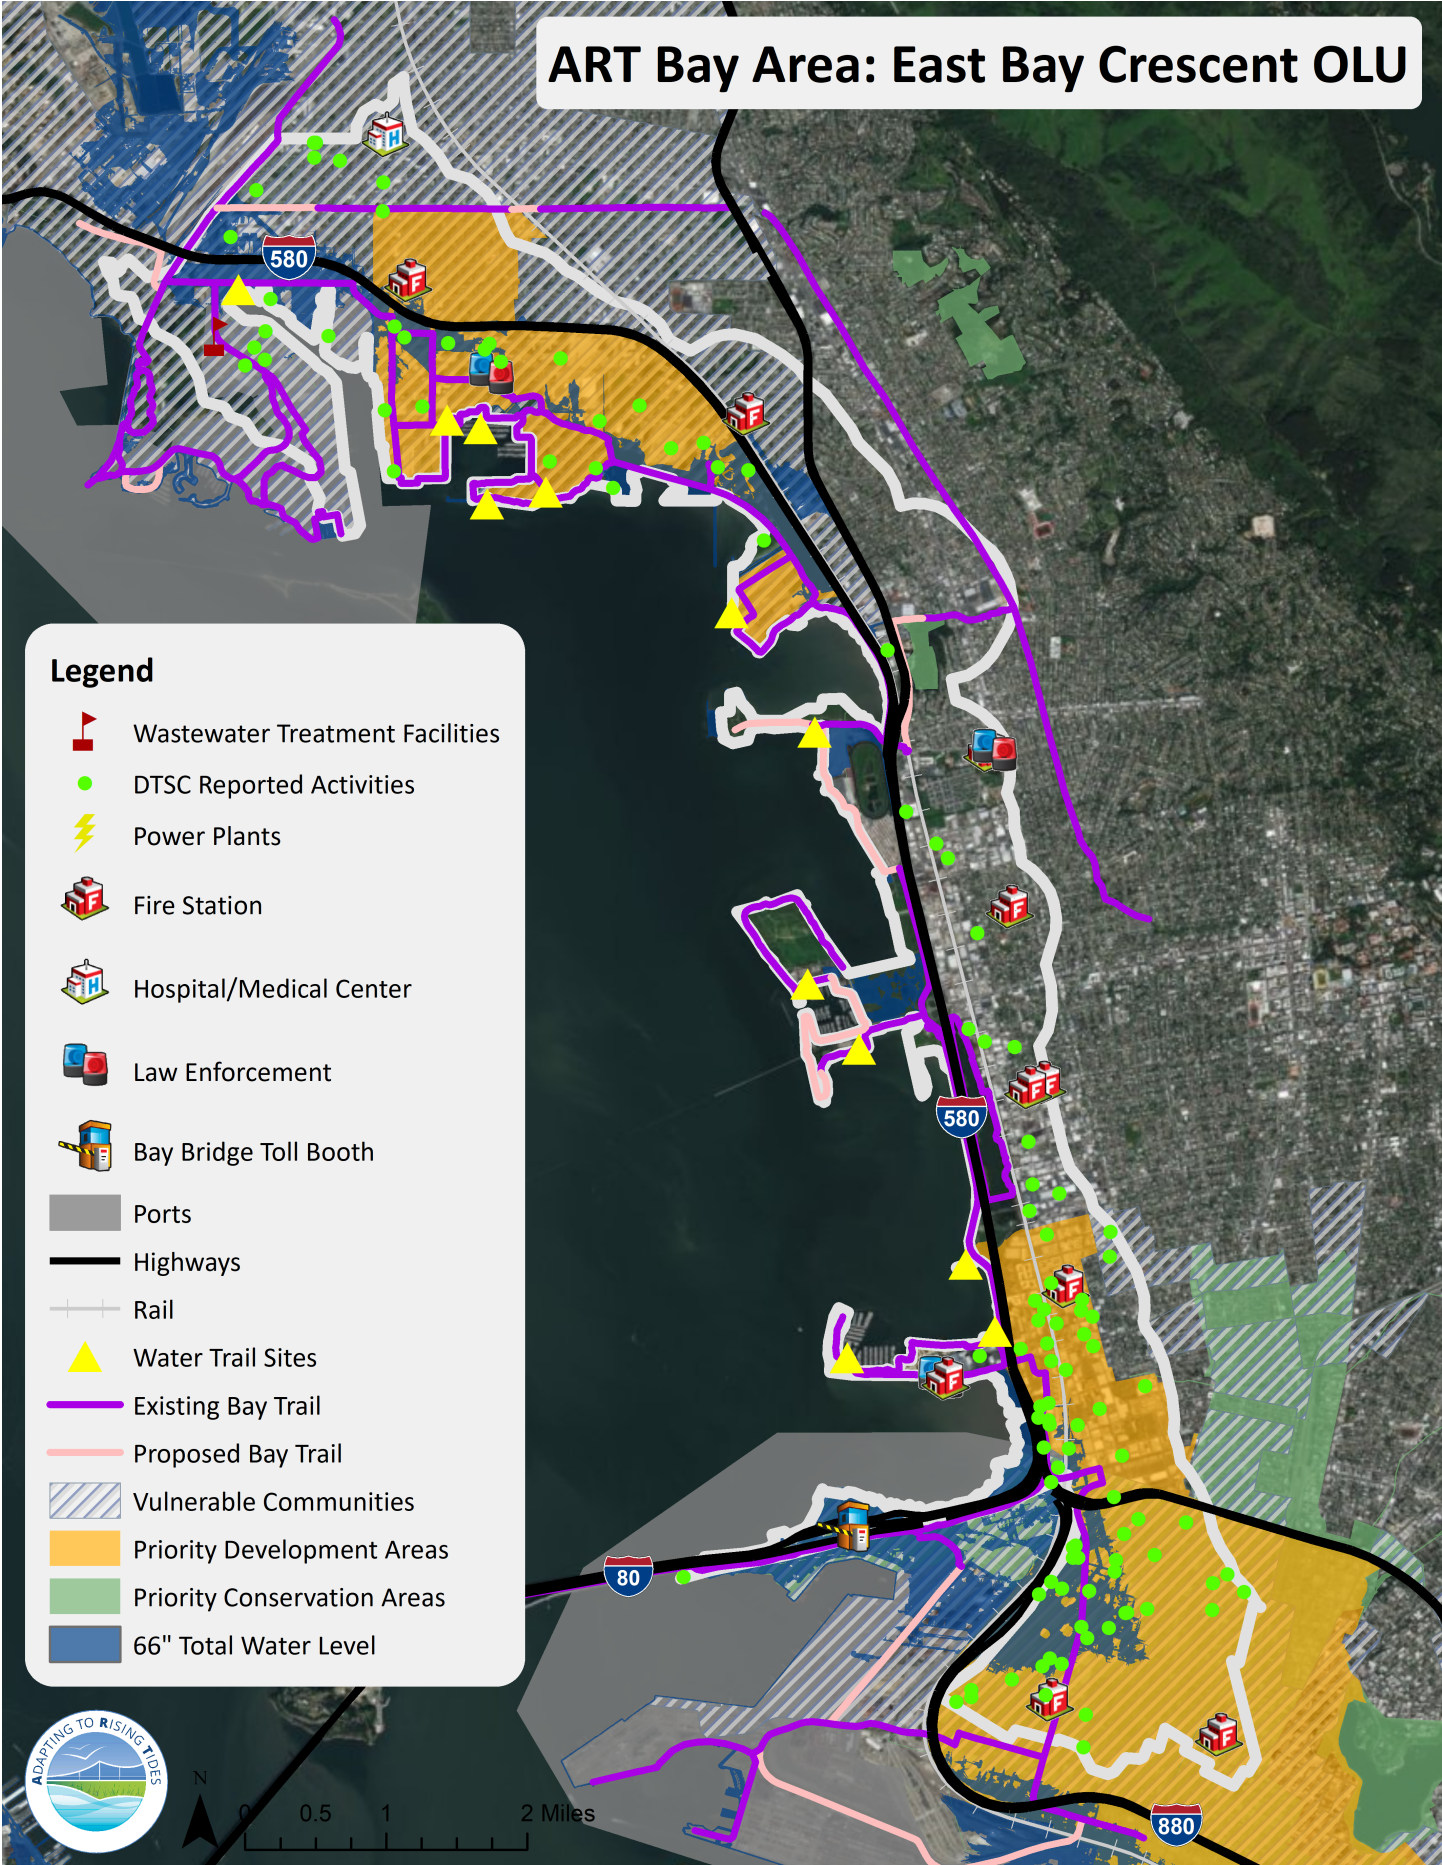 ART Bay Area: East Bay Crescent OLU
H
580
F
F
Legend
Wastewater Treatment Facilities
DTSC Reported Activities
Power Plants
F
Fire Station
H
Hospital/Medical Center
Law Enforcement
Bay Bridge Toll Booth
Ports
Highways
Rail
Water Trail Sites
Existing Bay Trail
Proposed Bay Trail
Vulnerable Communities
Priority Development Areas
Priority Conservation Areas
66" Total Water Level
F
F F
580
F
F
80
F
F
880
ADAPTING TO RISING TIDES
N
0 0.5 1 2 Miles